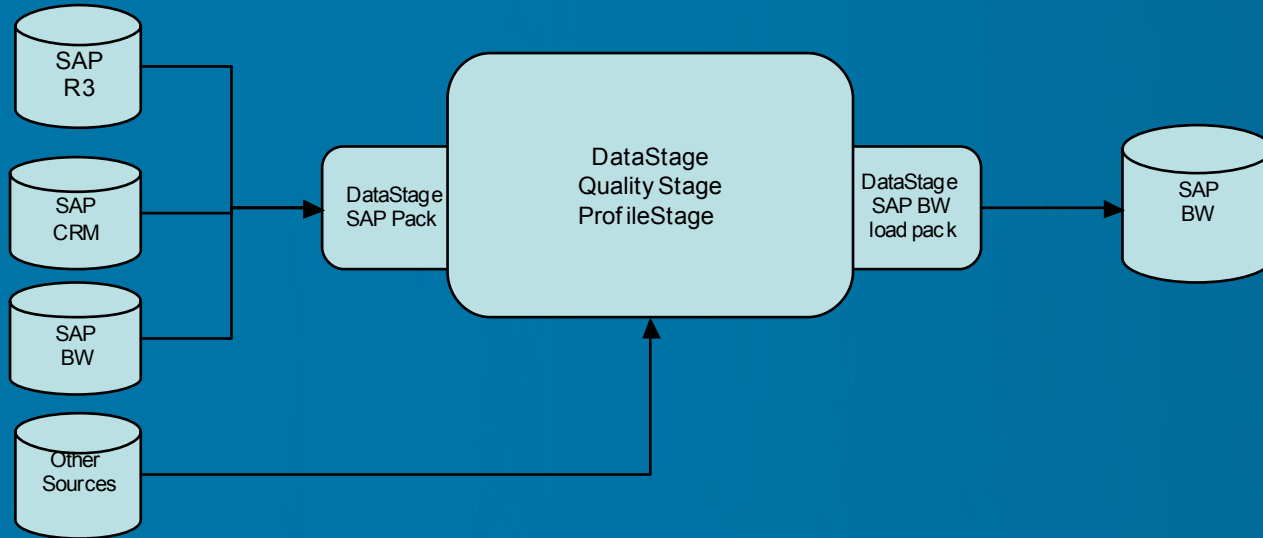 SAP
R3
SAP
CRM
SAP
BW
Other
Sources
DataStage
SAP Pack
DataStage
Quality Stage
ProfileStage
DataStage
SAP BW
load pack
SAP
BW